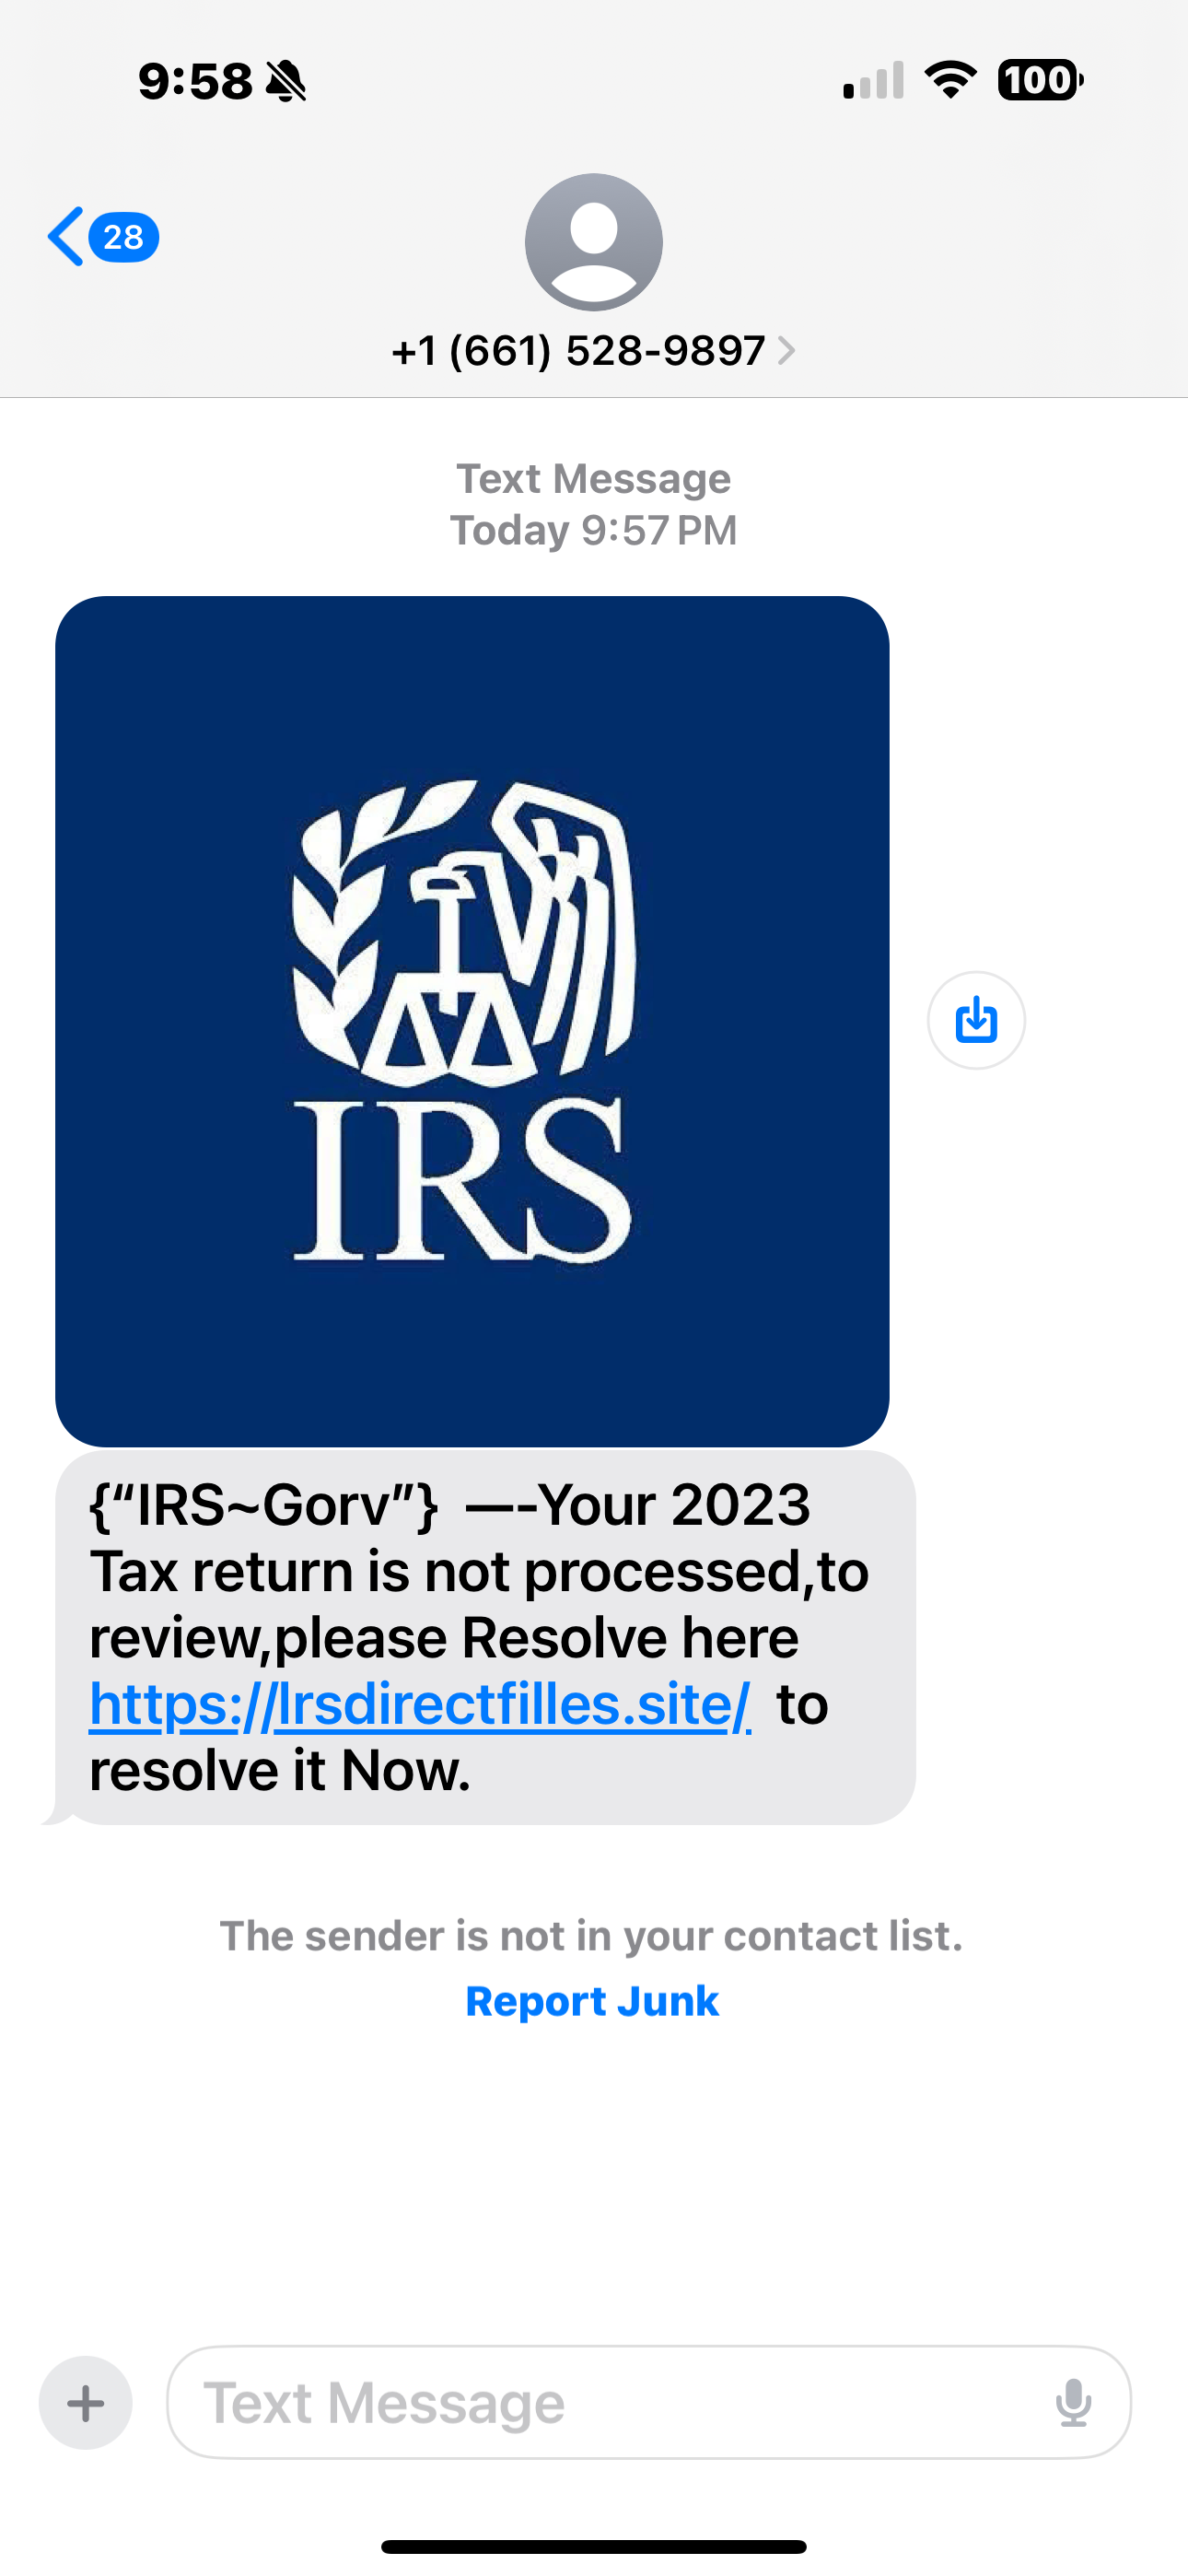 9:58
100
28
+1 (661) 528-9897
Text Message
Today 9:57 PM
IRS
{“IRS~Gorv”} —-Your 2023
Tax return is not processed,to
review,please Resolve here
https://lrsdirectfilles.site/ to
resolve it Now.
The sender is not in your contact list.
Report Junk
Text Message